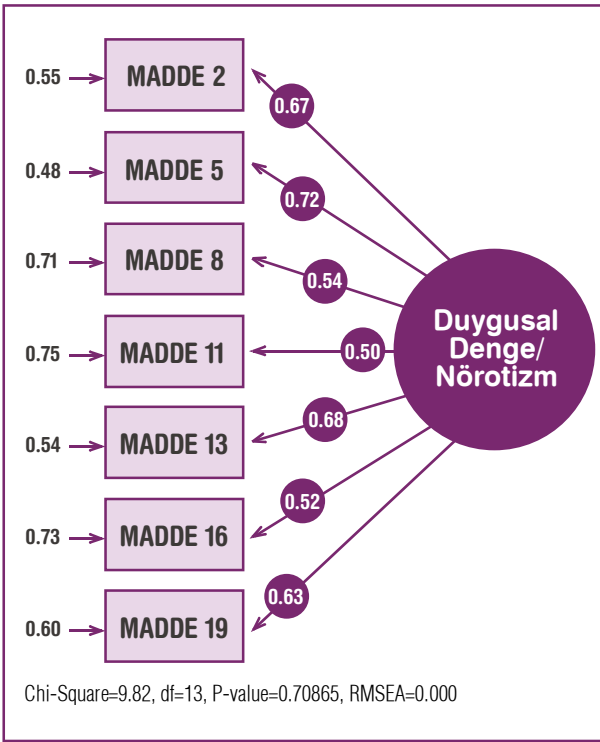 0.55
MADDE 2
0.67
0.48
MADDE 5
0.72
0.71
MADDE 8
0.54
0.75
MADDE 11
0.50
Duygusal
Denge/
Nörotizm
0.54
MADDE 13
0.68
0.73
MADDE 16
0.52
0.60
MADDE 19
0.63
Chi-Square=9.82, df=13, P-value=0.70865, RMSEA=0.000